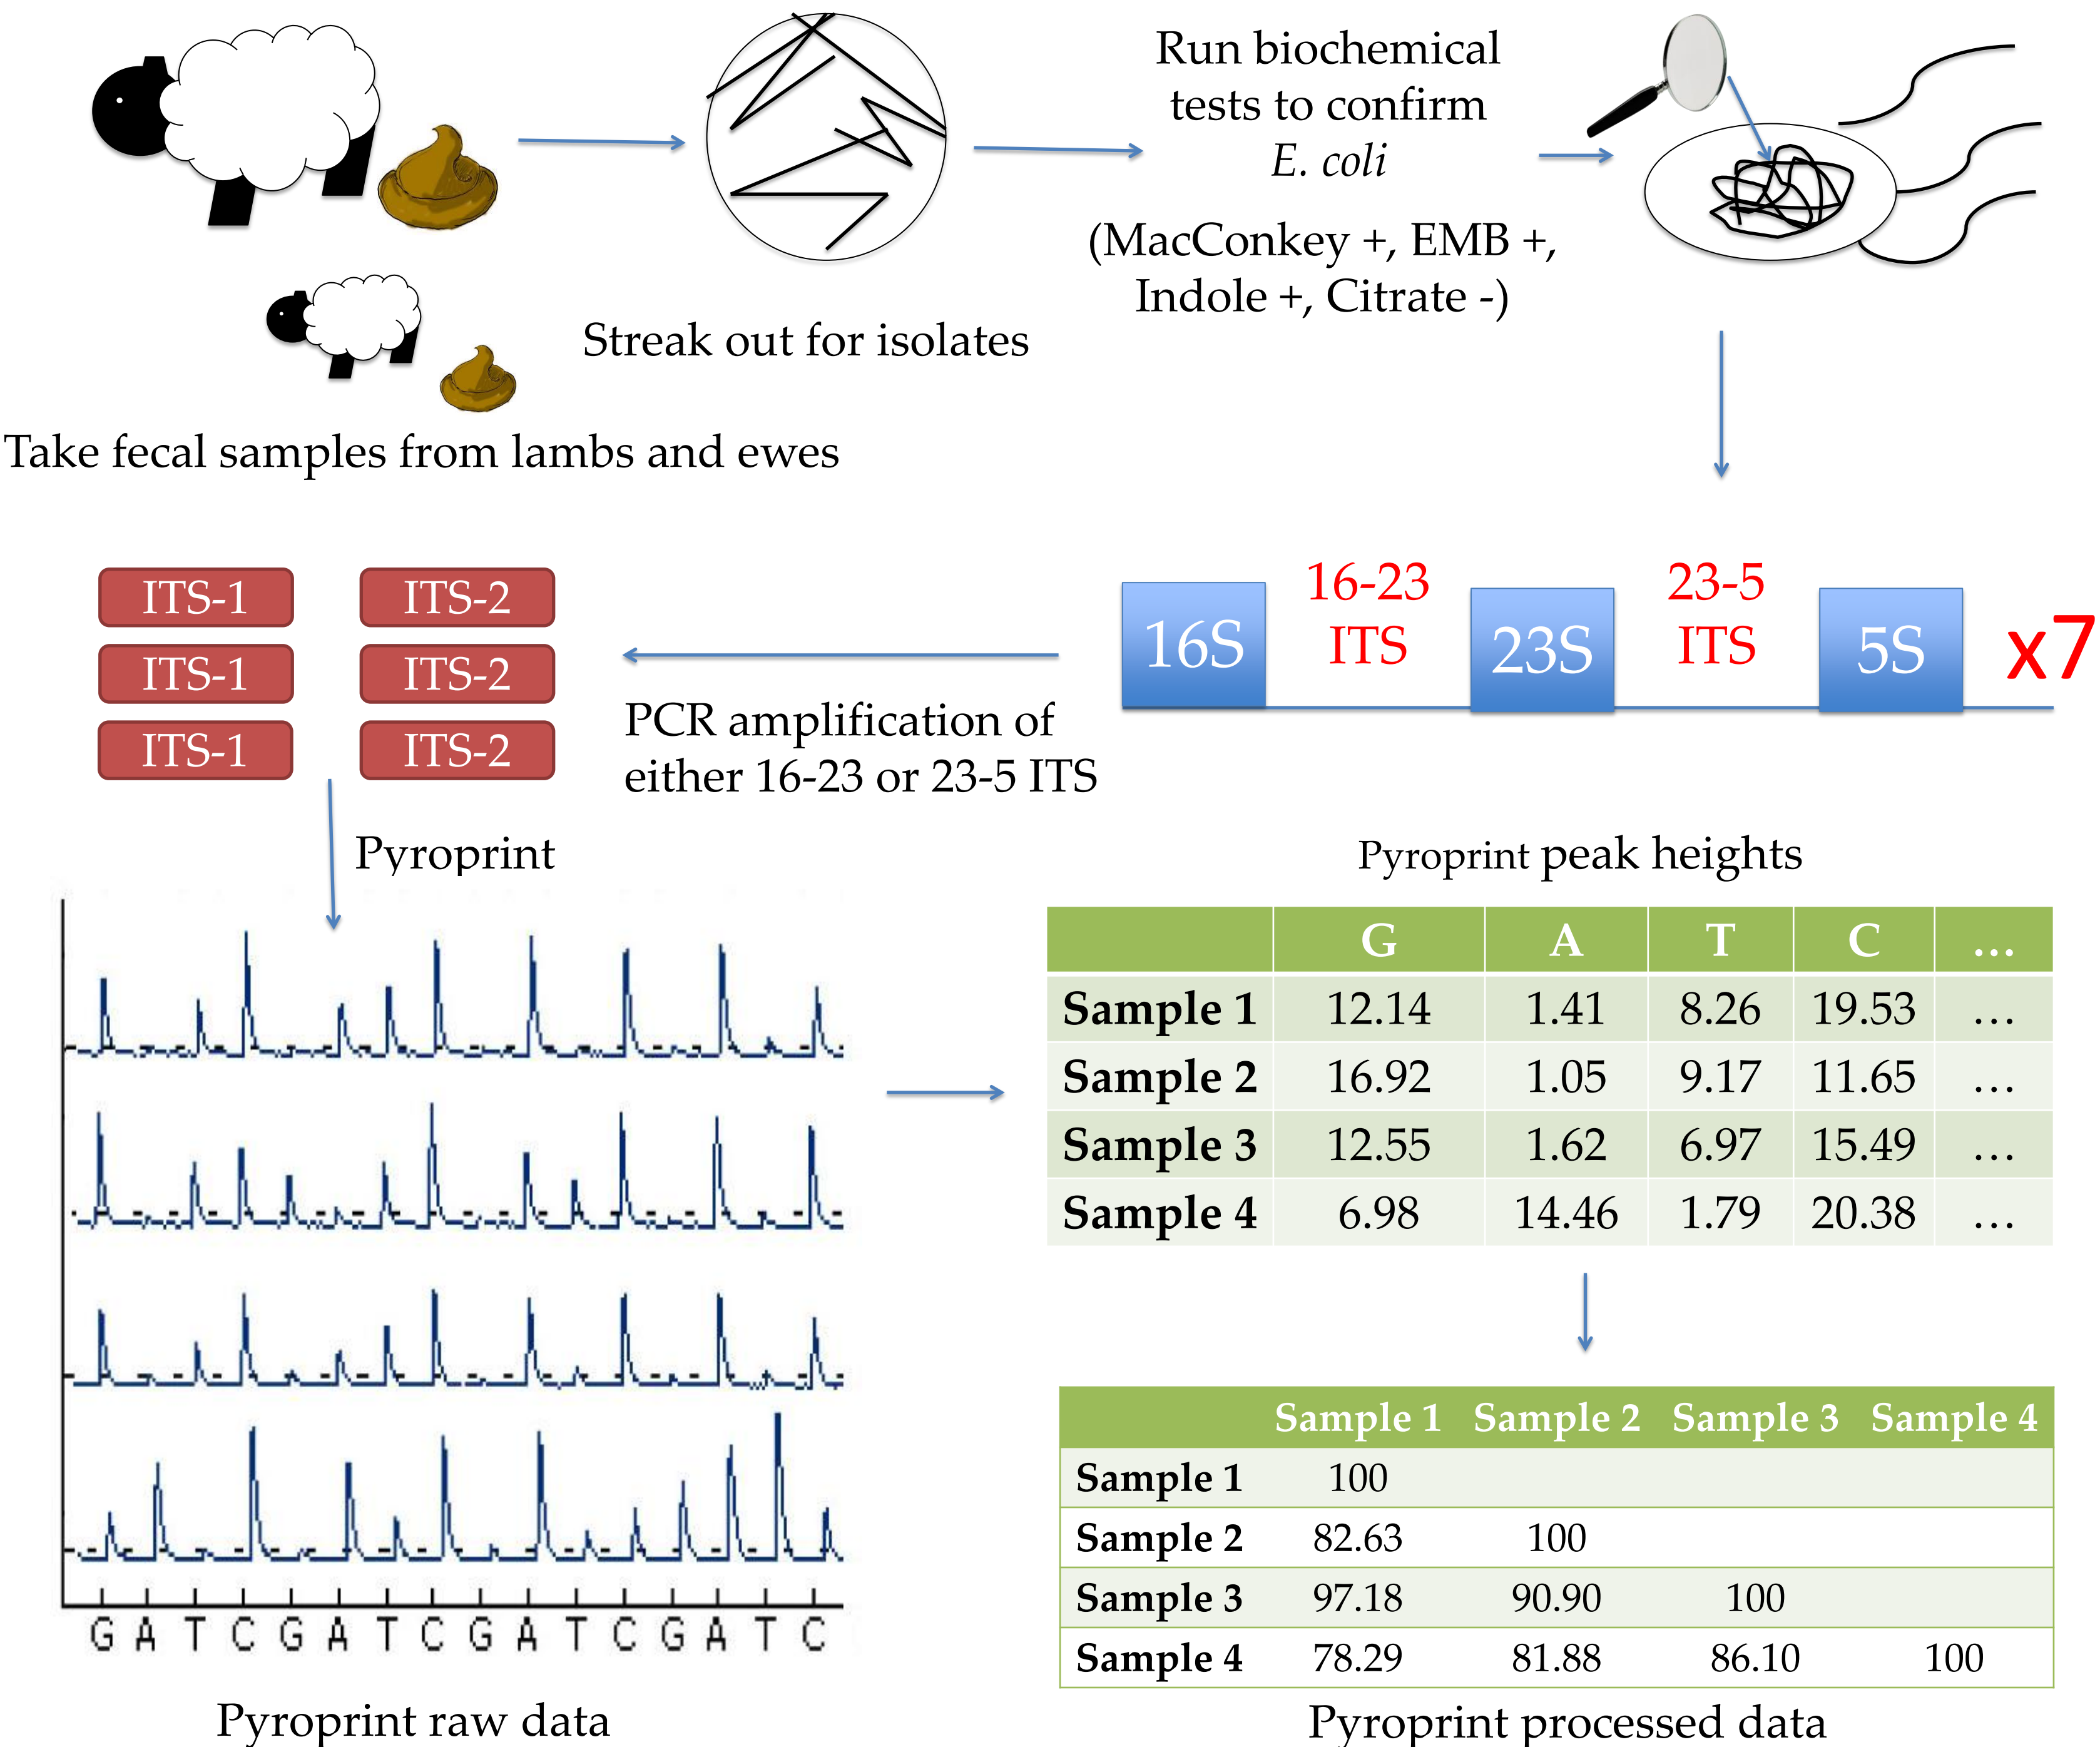 Run biochemical
tests to confirm
E. coli
(MacConkey +, EMB +,
Indole +, Citrate -)
Streak out for isolates
Take fecal samples from lambs and ewes
16S
16-23
ITS
23S
23-5
ITS
5S
x7
PCR amplification of
either 16-23 or 23-5 ITS
ITS-1 ITS-2
ITS-1 ITS-2
ITS-1 ITS-2
Pyroprint
G A T C G A T C G A T C G A T C
Pyroprint raw data
Pyroprint peak heights
G A T C …
Sample 1 12.14 1.41 8.26 19.53 …
Sample 2 16.92 1.05 9.17 11.65 …
Sample 3 12.55 1.62 6.97 15.49 …
Sample 4 6.98 14.46 1.79 20.38 …
Sample 1 Sample 2 Sample 3 Sample 4
Sample 1 100
Sample 2 82.63 100
Sample 3 97.18 90.90 100
Sample 4 78.29 81.88 86.10 100
Pyroprint processed data